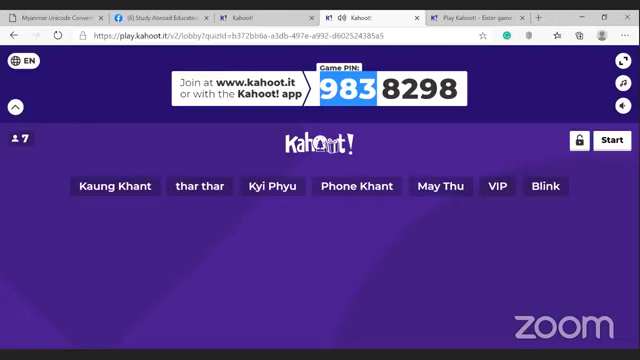 Myanmar Unicode Convert
(6) Study Abroad Educated
Kahoot!
Kahoot!
Play Kahoot! - Enter game
https://play.kahoot.it/v2/lobby?quizId=b372bb6a-a3db-497e-a992-d602524385a5
EN
Game PIN:
Join at www.kahoot.it
or with the Kahoot! app
983 8298
7
Kahoot!
Start
Kaung Khant
thar thar
Kyi Phyu
Phone Khant
May Thu
VIP
Blink
zoom